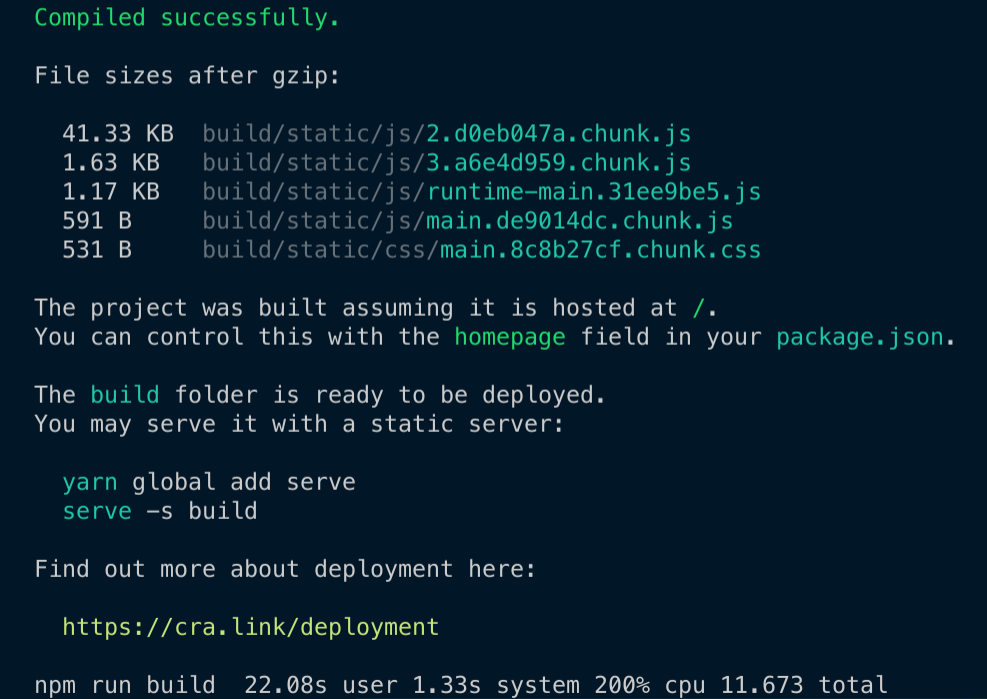 Compiled successfully.
File sizes after gzip:
41.33 KB  build/static/js/2.d0eb047a.chunk.js
1.63 KB   build/static/js/3.a6e4d959.chunk.js
1.17 KB   build/static/js/runtime-main.31ee9be5.js
591 B     build/static/js/main.de9014dc.chunk.js
531 B     build/static/css/main.8c8b27cf.chunk.css
The project was built assuming it is hosted at /.
You can control this with the homepage field in your package.json.
The build folder is ready to be deployed.
You may serve it with a static server:
yarn global add serve
serve -s build
Find out more about deployment here:
https://cra.link/deployment
npm run build  22.08s user 1.33s system 200% cpu 11.673 total